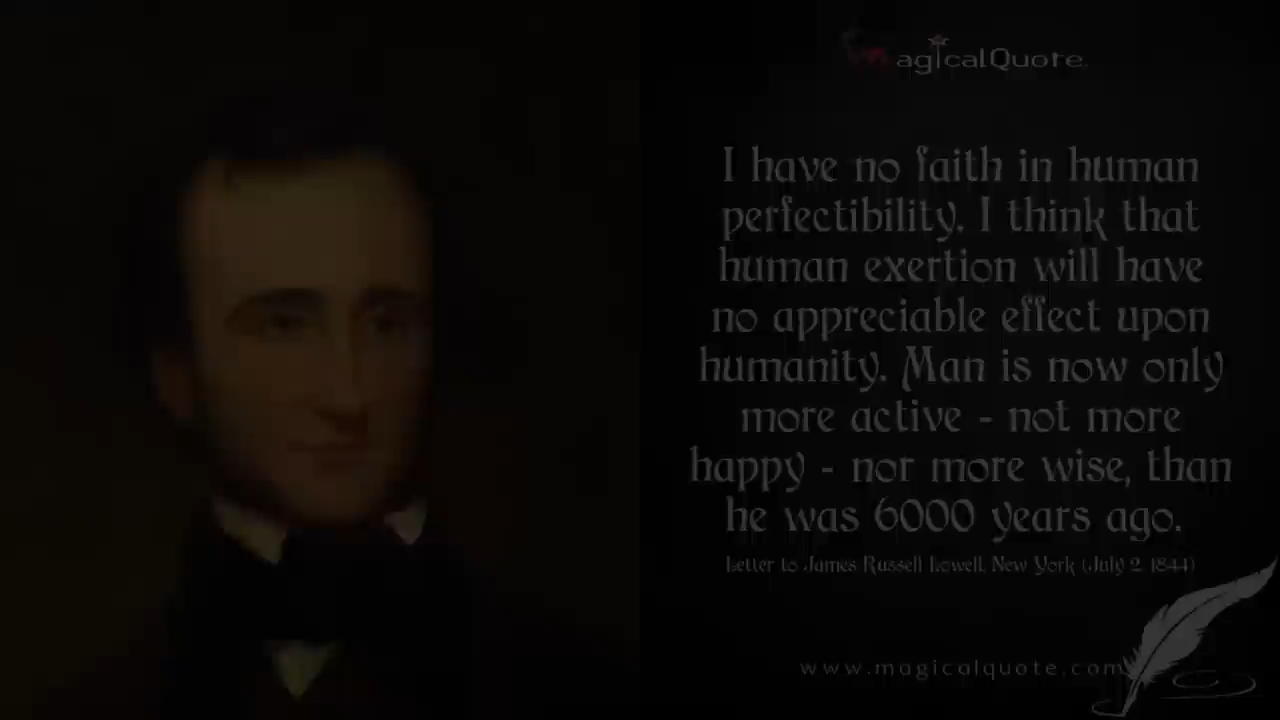 magicalQuote.
I have no faith in human
perfectibility. I think that
human exertion will have
no appreciable effect upon
humanity. Man is now only
more active - not more
happy - nor more wise, than
he was 6000 years ago.
Letter to James Russell Lowell, New York (July 2, 1844)
www.magicalquote.com